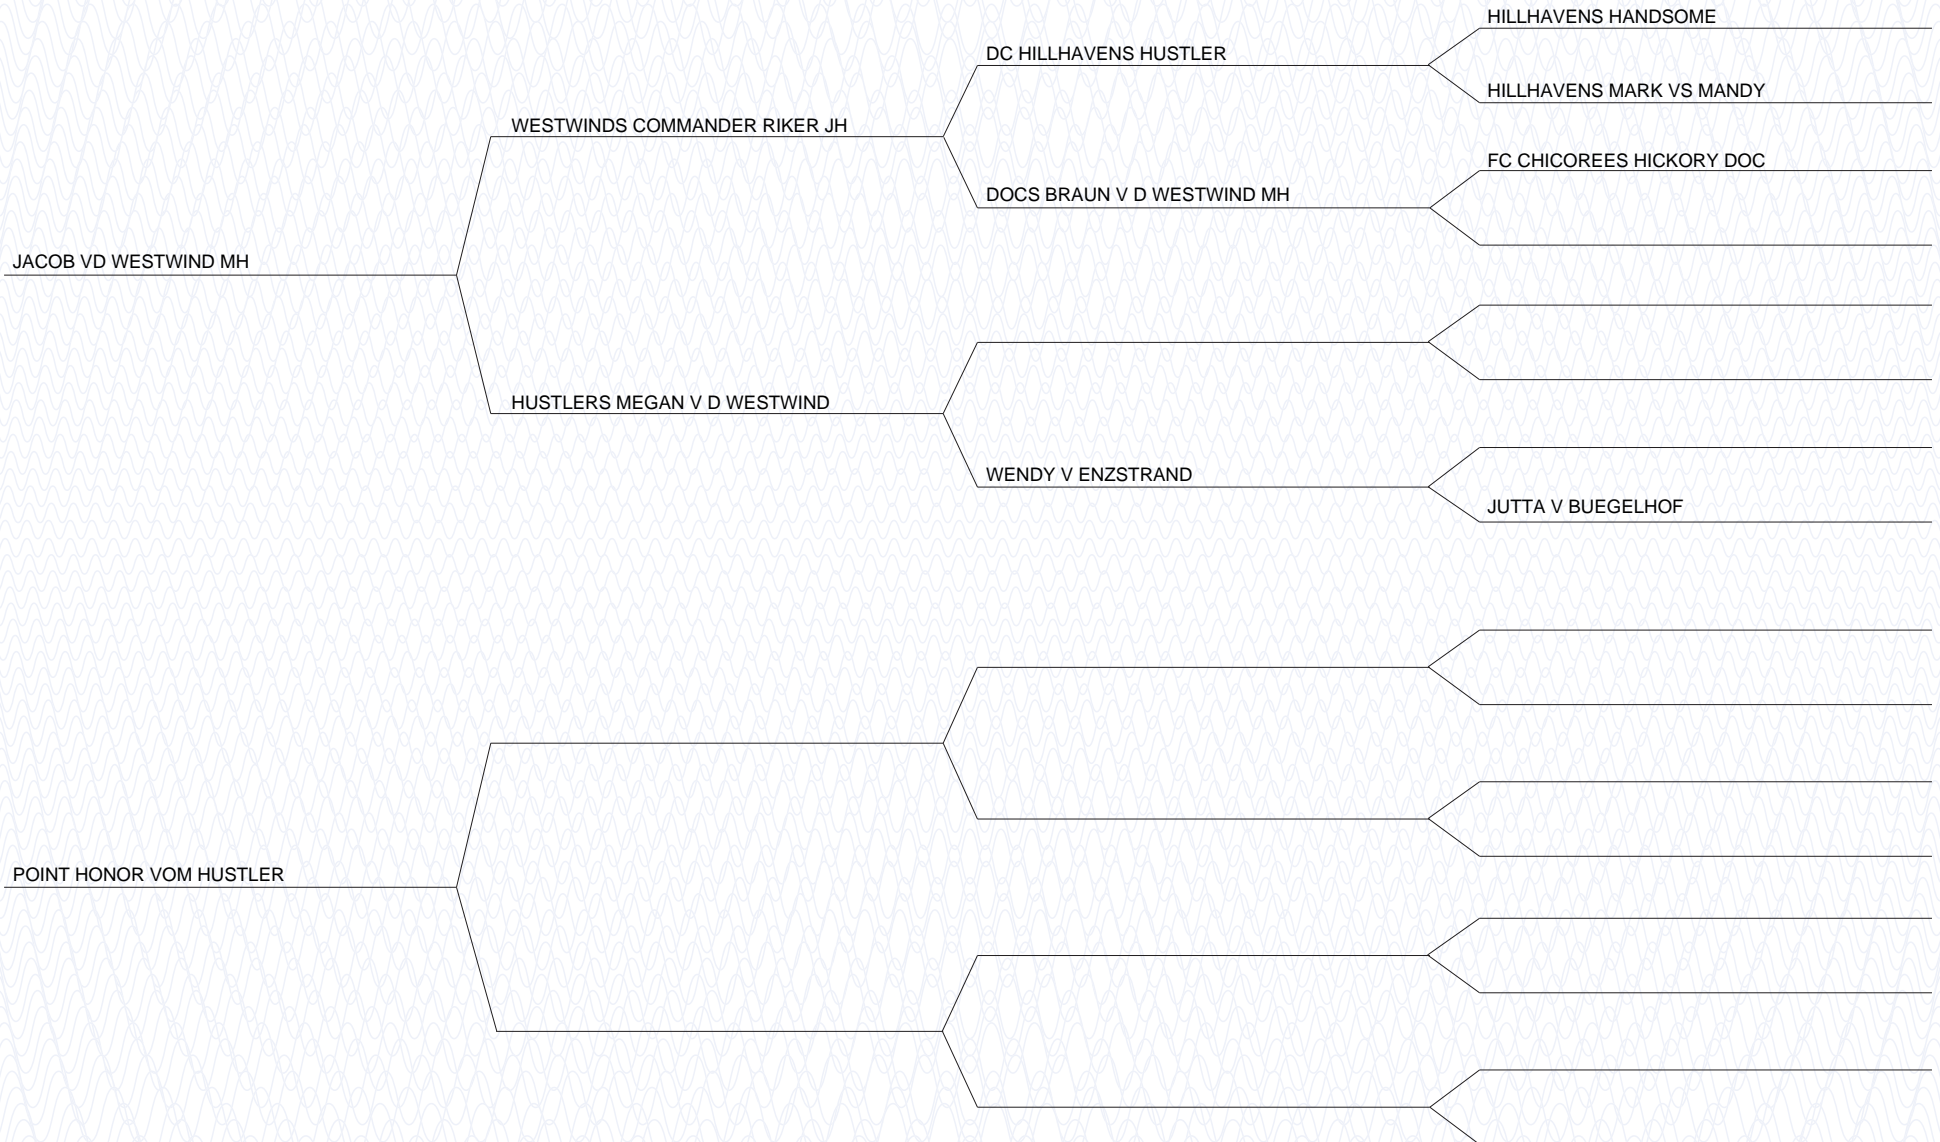 HILLHAVENS HANDSOME
DC HILLHAVENS HUSTLER
HILLHAVENS MARK VS MANDY
WESTWINDS COMMANDER RIKER JH
FC CHICOREES HICKORY DOC
DOCS BRAUN V D WESTWIND MH
JACOB VD WESTWIND MH
HUSTLERS MEGAN V D WESTWIND
WENDY V ENZSTRAND
JUTTA V BUEGELHOF
POINT HONOR VOM HUSTLER